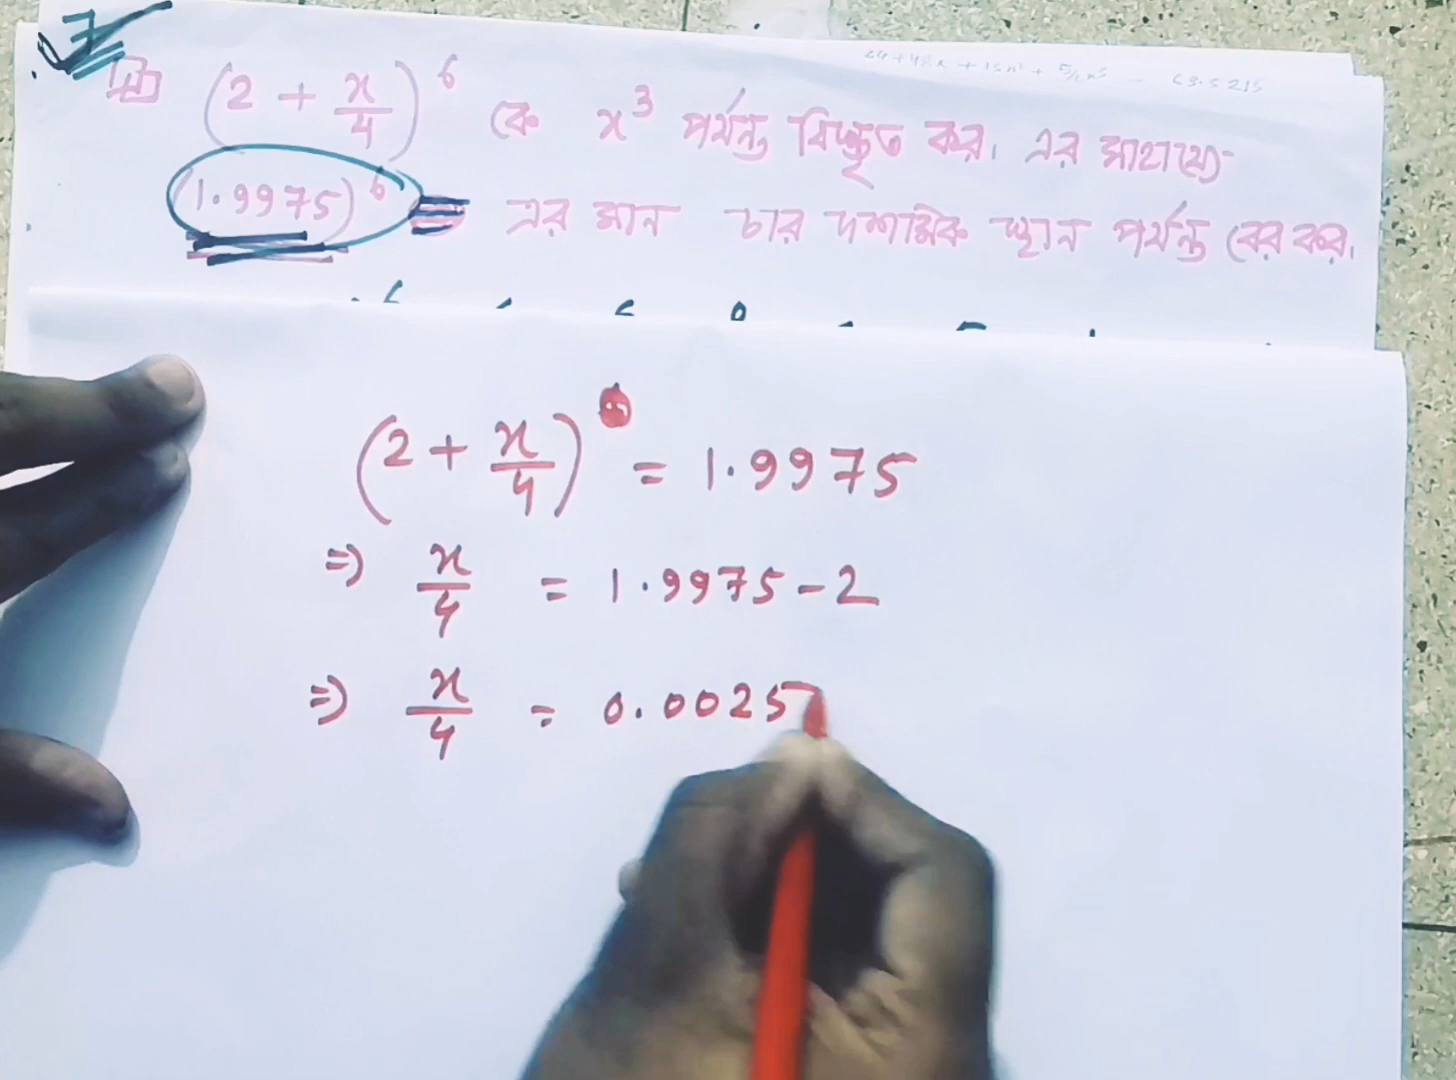 (2 + x/4)^6 কে x^3 পর্যন্ত বিস্তৃত কর। এর সাহায্যে
(1.9975)^6 এর মান চার দশমিক স্থান পর্যন্ত বের কর।
(2 + x/4) = 1.9975
⇒ x/4 = 1.9975 - 2
⇒ x/4 = 0.0025